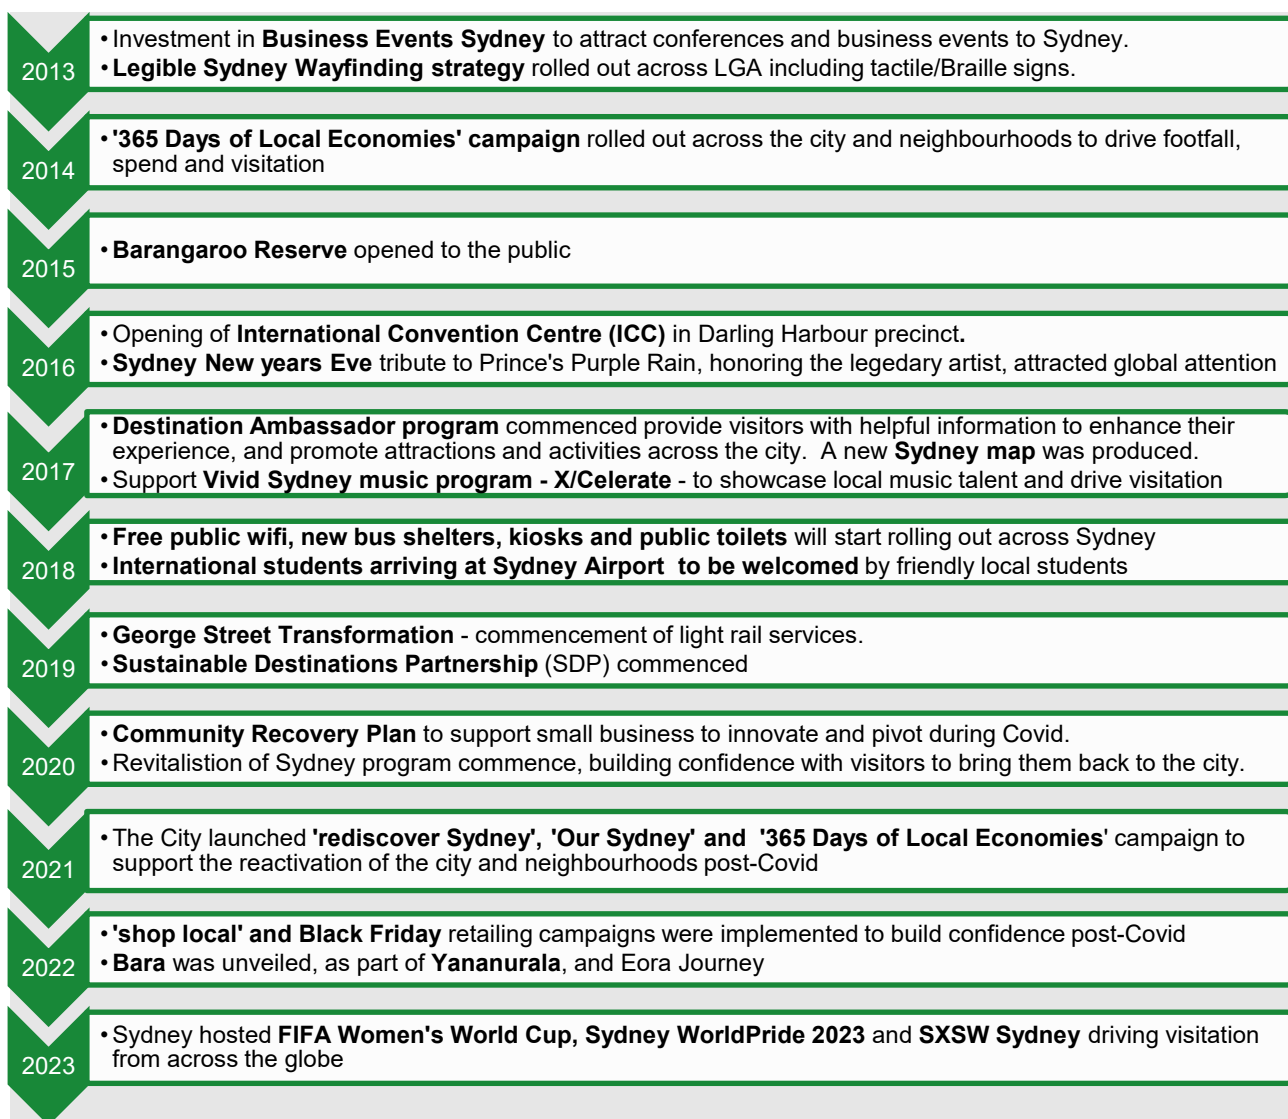 2013
• Investment in Business Events Sydney to attract conferences and business events to Sydney.
• Legible Sydney Wayfinding strategy rolled out across LGA including tactile/Braille signs.
2014
• '365 Days of Local Economies' campaign rolled out across the city and neighbourhoods to drive footfall,
spend and visitation
2015
• Barangaroo Reserve opened to the public
2016
• Opening of International Convention Centre (ICC) in Darling Harbour precinct.
• Sydney New years Eve tribute to Prince's Purple Rain, honoring the legedary artist, attracted global attention
2017
• Destination Ambassador program commenced provide visitors with helpful information to enhance their
experience, and promote attractions and activities across the city.  A new Sydney map was produced.
• Support Vivid Sydney music program - X/Celerate - to showcase local music talent and drive visitation
2018
• Free public wifi, new bus shelters, kiosks and public toilets will start rolling out across Sydney
• International students arriving at Sydney Airport  to be welcomed by friendly local students
2019
• George Street Transformation - commencement of light rail services.
• Sustainable Destinations Partnership (SDP) commenced
2020
• Community Recovery Plan to support small business to innovate and pivot during Covid.
• Revitalistion of Sydney program commence, building confidence with visitors to bring them back to the city.
2021
• The City launched 'rediscover Sydney', 'Our Sydney' and  '365 Days of Local Economies' campaign to
support the reactivation of the city and neighbourhoods post-Covid
2022
• 'shop local' and Black Friday retailing campaigns were implemented to build confidence post-Covid
• Bara was unveiled, as part of Yananurala, and Eora Journey
2023
• Sydney hosted FIFA Women's World Cup, Sydney WorldPride 2023 and SXSW Sydney driving visitation
from across the globe